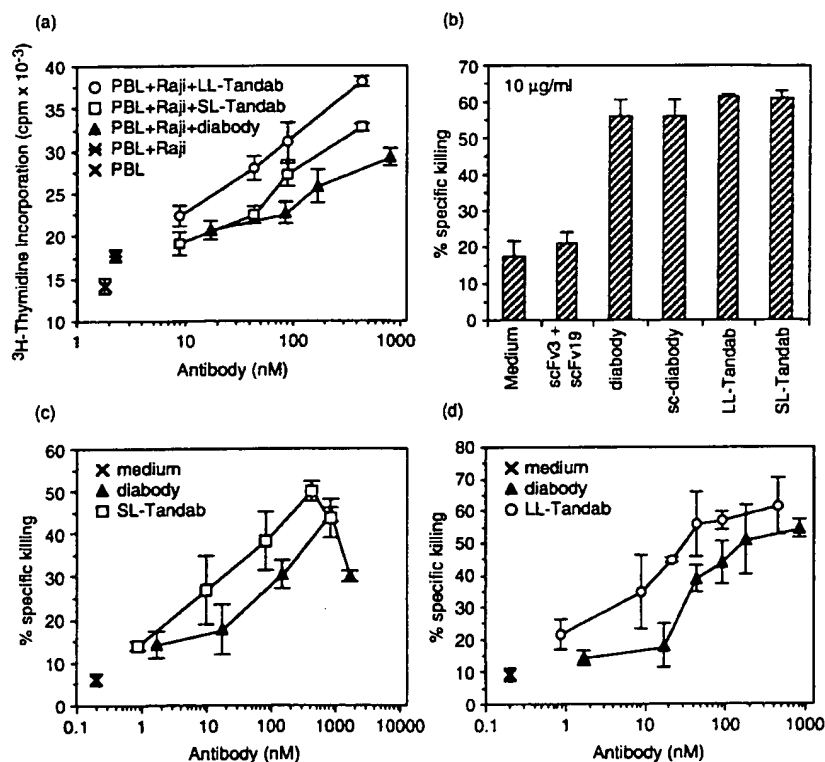 (a)
³H-Thymidine Incorporation (cpm x 10⁻³)
40
35
30
25
20
15
10
PBL+Raji+LL-Tandab
PBL+Raji+SL-Tandab
PBL+Raji+diabody
PBL+Raji
PBL
1
10
100
1000
Antibody (nM)
(b)
% specific killing
70
60
50
40
30
20
10
0
10 µg/ml
Medium
scFv3 +
scFv19
diabody
sc-diabody
LL-Tandab
SL-Tandab
(c)
% specific killing
60
50
40
30
20
10
0
medium
diabody
SL-Tandab
0.1
1
10
100
1000
10000
Antibody (nM)
(d)
% specific killing
80
70
60
50
40
30
20
10
0
medium
diabody
LL-Tandab
0.1
1
10
100
1000
Antibody (nM)